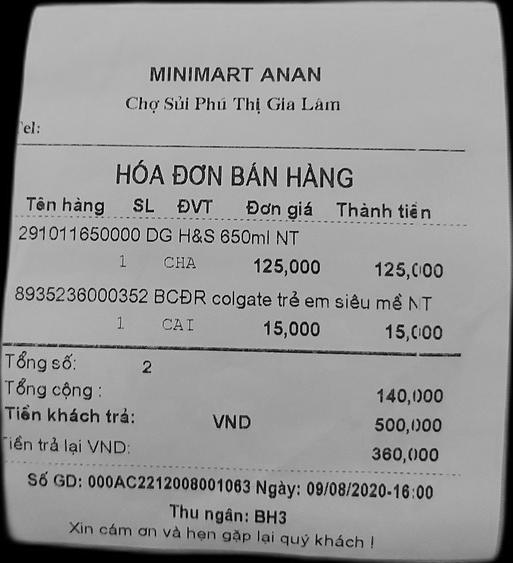 MINIMART ANAN
Chợ Sủi Phú Thị Gia Lâm
Tel:
HÓA ĐƠN BÁN HÀNG
Tên hàng SL ĐVT Đơn giá Thành tiền
291011650000 DG H&S 650ml NT
1 CHA 125,000 125,000
8935236000352 BCĐR colgate trẻ em siêu mề NT
1 CAI 15,000 15,000
Tổng số: 2
Tổng cộng : 140,000
Tiền khách trả: VND 500,000
Tiền trả lại VND: 360,000
Số GD: 000AC2212008001063 Ngày: 09/08/2020-16:00
Thu ngân: BH3
Xin cám ơn và hẹn gặp lại quý khách !